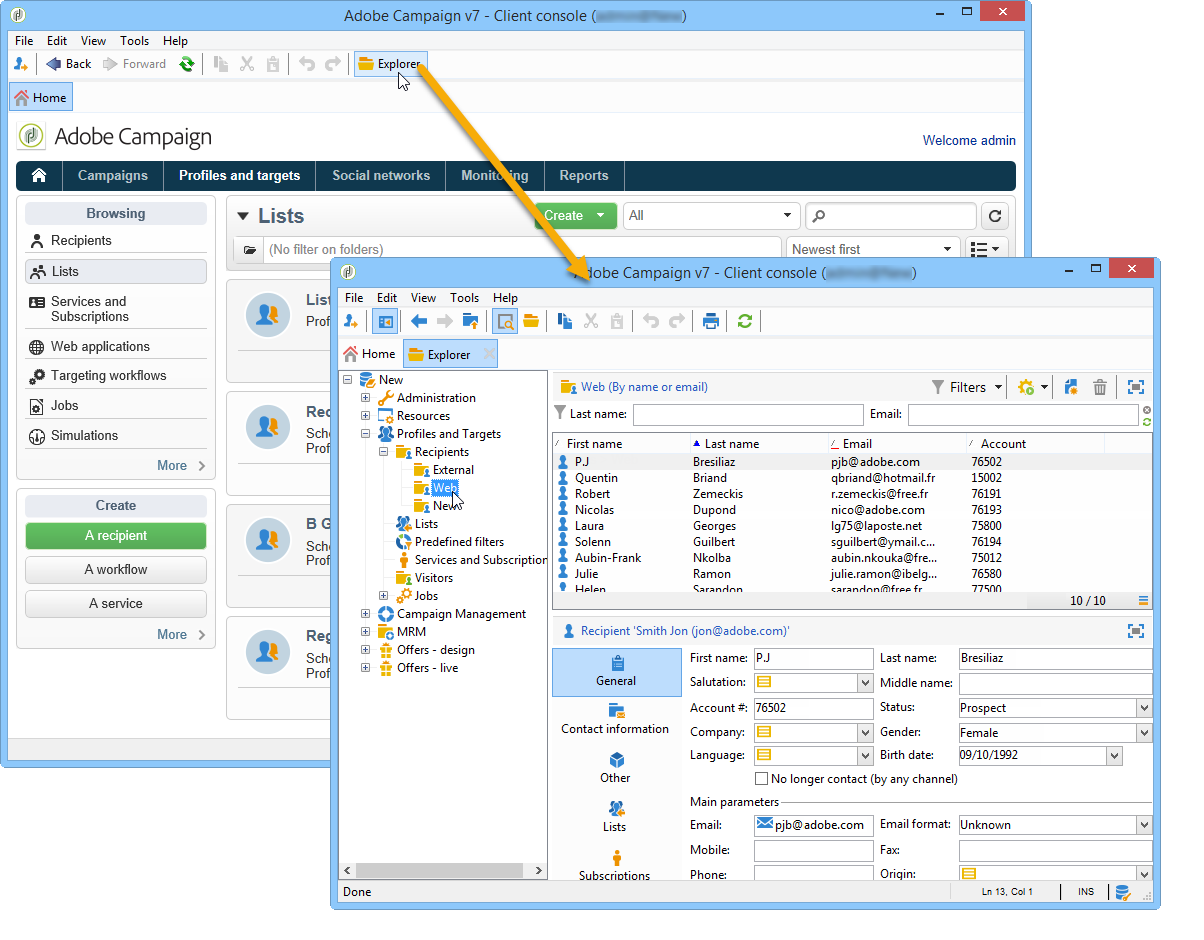 Adobe Campaign v7 - Client console (
File Edit View Tools Help
Back Forward Explorer
Home
Adobe Campaign
Welcome admin
Campaigns Profiles and targets Social networks Monitoring Reports
Browsing
Recipients
Lists
Services and
Subscriptions
Web applications
Targeting workflows
Jobs
Simulations
More
Create
A recipient
A workflow
A service
More
Lists
Create
All
(No filter on folders)
Newest first
List
Prof
Rec
Sche
Prof
B G
Sche
Prof
Reg
Sche
Prof
Adobe Campaign v7 - Client console (
File Edit View Tools Help
Home Explorer
New
Administration
Resources
Profiles and Targets
Recipients
External
Web
New
Lists
Predefined filters
Services and Subscription
Visitors
Jobs
Campaign Management
MRM
Offers - design
Offers - live
Web (By name or email)
Filters
Last name: Email:
First name Last name Email Account
PJ Bresiliaz pjb@adobe.com 76502
Quentin Briand qbriand@hotmail.fr 15002
Robert Zemeckis r.zemeckis@free.fr 76191
Nicolas Dupond nico@adobe.com 76193
Laura Georges lg75@laposte.net 75800
Solenn Guilbert sguilbert@ymail.c... 76194
Aubin-Frank Nkolba aubin.nkouka@fre... 75012
Julie Ramon julie.ramon@ibelg... 76580
Helen Sarandon sarandon@free.fr 77500
10 / 10
Recipient 'Smith Jon (jon@adobe.com)'
General
Contact information
Other
Lists
Subscriptions
First name: PJ Last name: Bresiliaz
Salutation: Middle name:
Account #: 76502 Status: Prospect
Company: Gender: Female
Language: Birth date: 09/10/1992
No longer contact (by any channel)
Main parameters
Email: pjb@adobe.com Email format: Unknown
Mobile: Fax:
Phone: Origin:
Done
Ln 13, Col 1 INS